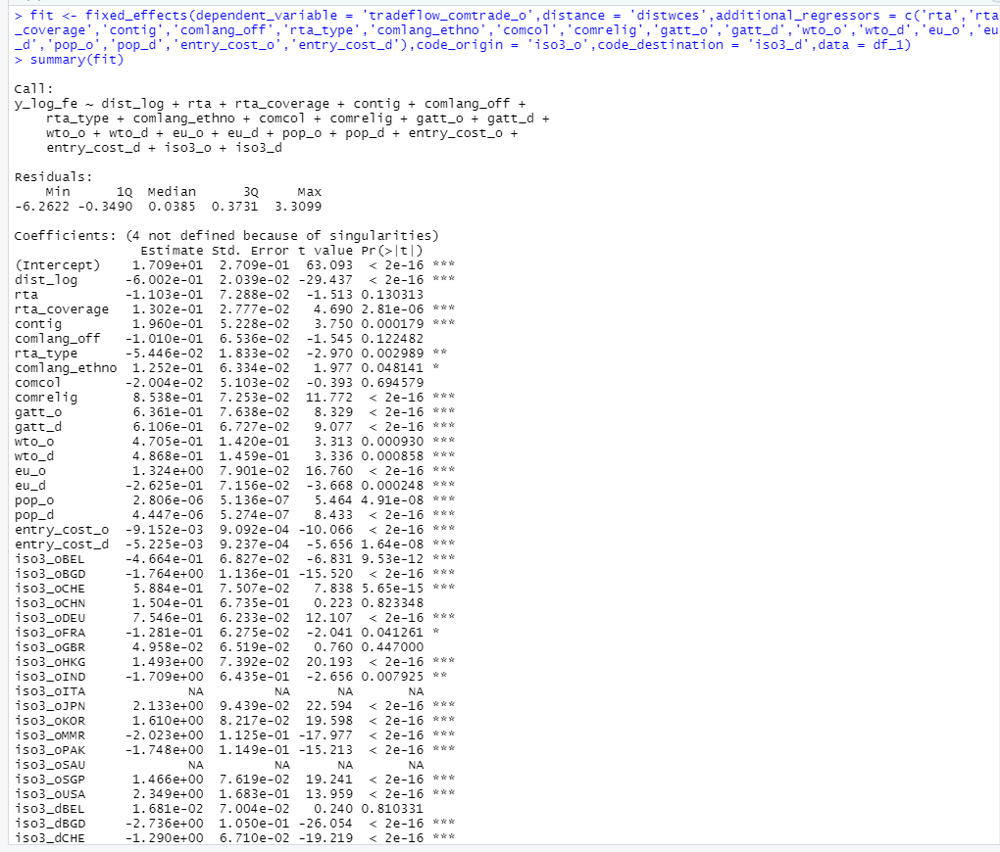 > fit <- fixed_effects(dependent_variable = 'tradeflow_comtrade_o',distance = 'distwces',additional_regressors = c('rta','rta
_coverage','contig','comlang_off','rta_type','comlang_ethno','comcol','comrelig','gatt_o','gatt_d','wto_o','wto_d','eu_o','eu
_d','pop_o','pop_d','entry_cost_o','entry_cost_d'),code_origin = 'iso3_o',code_destination = 'iso3_d',data = df_1)
> summary(fit)
Call:
y_log_fe ~ dist_log + rta + rta_coverage + contig + comlang_off +
    rta_type + comlang_ethno + comcol + comrelig + gatt_o + gatt_d +
    wto_o + wto_d + eu_o + eu_d + pop_o + pop_d + entry_cost_o +
    entry_cost_d + iso3_o + iso3_d
Residuals:
    Min      1Q  Median      3Q     Max
-6.2622 -0.3490  0.0385  0.3731  3.3099
Coefficients: (4 not defined because of singularities)
                Estimate Std. Error t value Pr(>|t|)
(Intercept)    1.709e+01  2.709e-01  63.093  < 2e-16 ***
dist_log      -6.002e-01  2.039e-02 -29.437  < 2e-16 ***
rta           -1.103e-01  7.288e-02  -1.513 0.130313
rta_coverage   1.302e-01  2.777e-02   4.690 2.81e-06 ***
contig         1.960e-01  5.228e-02   3.750 0.000179 ***
comlang_off   -1.010e-01  6.536e-02  -1.545 0.122482
rta_type      -5.446e-02  1.833e-02  -2.970 0.002989 **
comlang_ethno  1.252e-01  6.334e-02   1.977 0.048141 *
comcol        -2.004e-02  5.103e-02  -0.393 0.694579
comrelig       8.538e-01  7.253e-02  11.772  < 2e-16 ***
gatt_o         6.361e-01  7.638e-02   8.329  < 2e-16 ***
gatt_d         6.106e-01  6.727e-02   9.077  < 2e-16 ***
wto_o          4.705e-01  1.420e-01   3.313 0.000930 ***
wto_d          4.868e-01  1.459e-01   3.336 0.000858 ***
eu_o           1.324e+00  7.901e-02  16.760  < 2e-16 ***
eu_d          -2.625e-01  7.156e-02  -3.668 0.000248 ***
pop_o          2.806e-06  5.136e-07   5.464 4.91e-08 ***
pop_d          4.447e-06  5.274e-07   8.433  < 2e-16 ***
entry_cost_o  -9.152e-03  9.092e-04 -10.066  < 2e-16 ***
entry_cost_d  -5.225e-03  9.237e-04  -5.656 1.64e-08 ***
iso3_oBEL     -4.664e-01  6.827e-02  -6.831 9.53e-12 ***
iso3_oBGD     -1.764e+00  1.136e-01 -15.520  < 2e-16 ***
iso3_oCHE      5.884e-01  7.507e-02   7.838 5.65e-15 ***
iso3_oCHN      1.504e-01  6.735e-01   0.223 0.823348
iso3_oDEU      7.546e-01  6.233e-02  12.107  < 2e-16 ***
iso3_oFRA     -1.281e-01  6.275e-02  -2.041 0.041261 *
iso3_oGBR      4.958e-02  6.519e-02   0.760 0.447000
iso3_oHKG      1.493e+00  7.392e-02  20.193  < 2e-16 ***
iso3_oIND     -1.709e+00  6.435e-01  -2.656 0.007925 **
iso3_oITA             NA         NA      NA       NA
iso3_oJPN      2.133e+00  9.439e-02  22.594  < 2e-16 ***
iso3_oKOR      1.610e+00  8.217e-02  19.598  < 2e-16 ***
iso3_oMMR     -2.023e+00  1.125e-01 -17.977  < 2e-16 ***
iso3_oPAK     -1.748e+00  1.149e-01 -15.213  < 2e-16 ***
iso3_oSAU             NA         NA      NA       NA
iso3_oSGP      1.466e+00  7.619e-02  19.241  < 2e-16 ***
iso3_oUSA      2.349e+00  1.683e-01  13.959  < 2e-16 ***
iso3_dBEL      1.681e-02  7.004e-02   0.240 0.810331
iso3_dBGD     -2.736e+00  1.050e-01 -26.054  < 2e-16 ***
iso3_dCHE     -1.290e+00  6.710e-02 -19.219  < 2e-16 ***